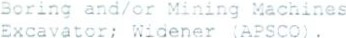 Boring and/or Mining Machines
Excavator; Widener (APSCO).